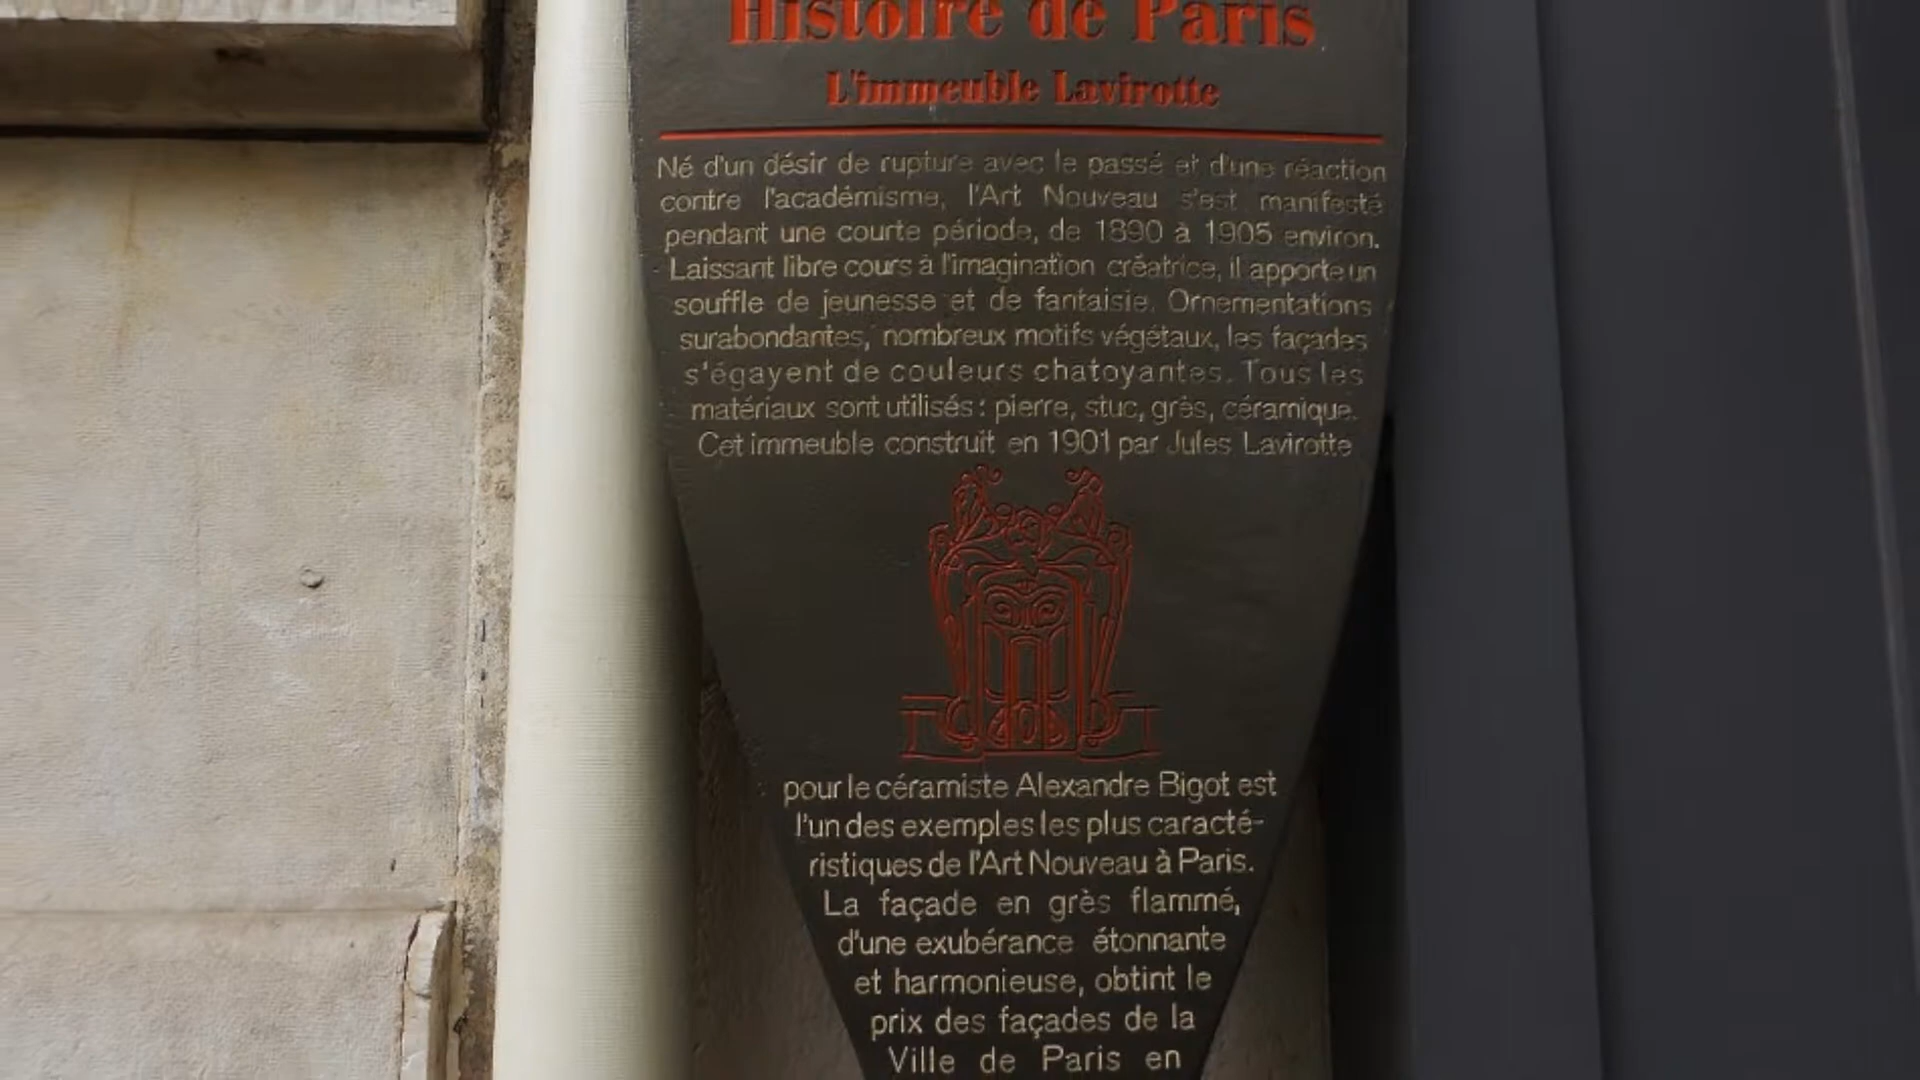 Histoire de Paris
L'immeuble Lavirotte
Né d'un désir de rupture avec le passé et d'une réaction
contre l'académisme, l'Art Nouveau s'est manifesté
pendant une courte période, de 1890 à 1905 environ.
Laissant libre cours à l'imagination créatrice, il apporte un
souffle de jeunesse et de fantaisie. Ornementations
surabondantes, nombreux motifs végétaux, les façades
s'égayent de couleurs chatoyantes. Tous les
matériaux sont utilisés : pierre, stuc, grès, céramique.
Cet immeuble construit en 1901 par Jules Lavirotte
pour le céramiste Alexandre Bigot est
l'un des exemples les plus caracté-
ristiques de l'Art Nouveau à Paris.
La façade en grès flammé,
d'une exubérance étonnante
et harmonieuse, obtint le
prix des façades de la
Ville de Paris en